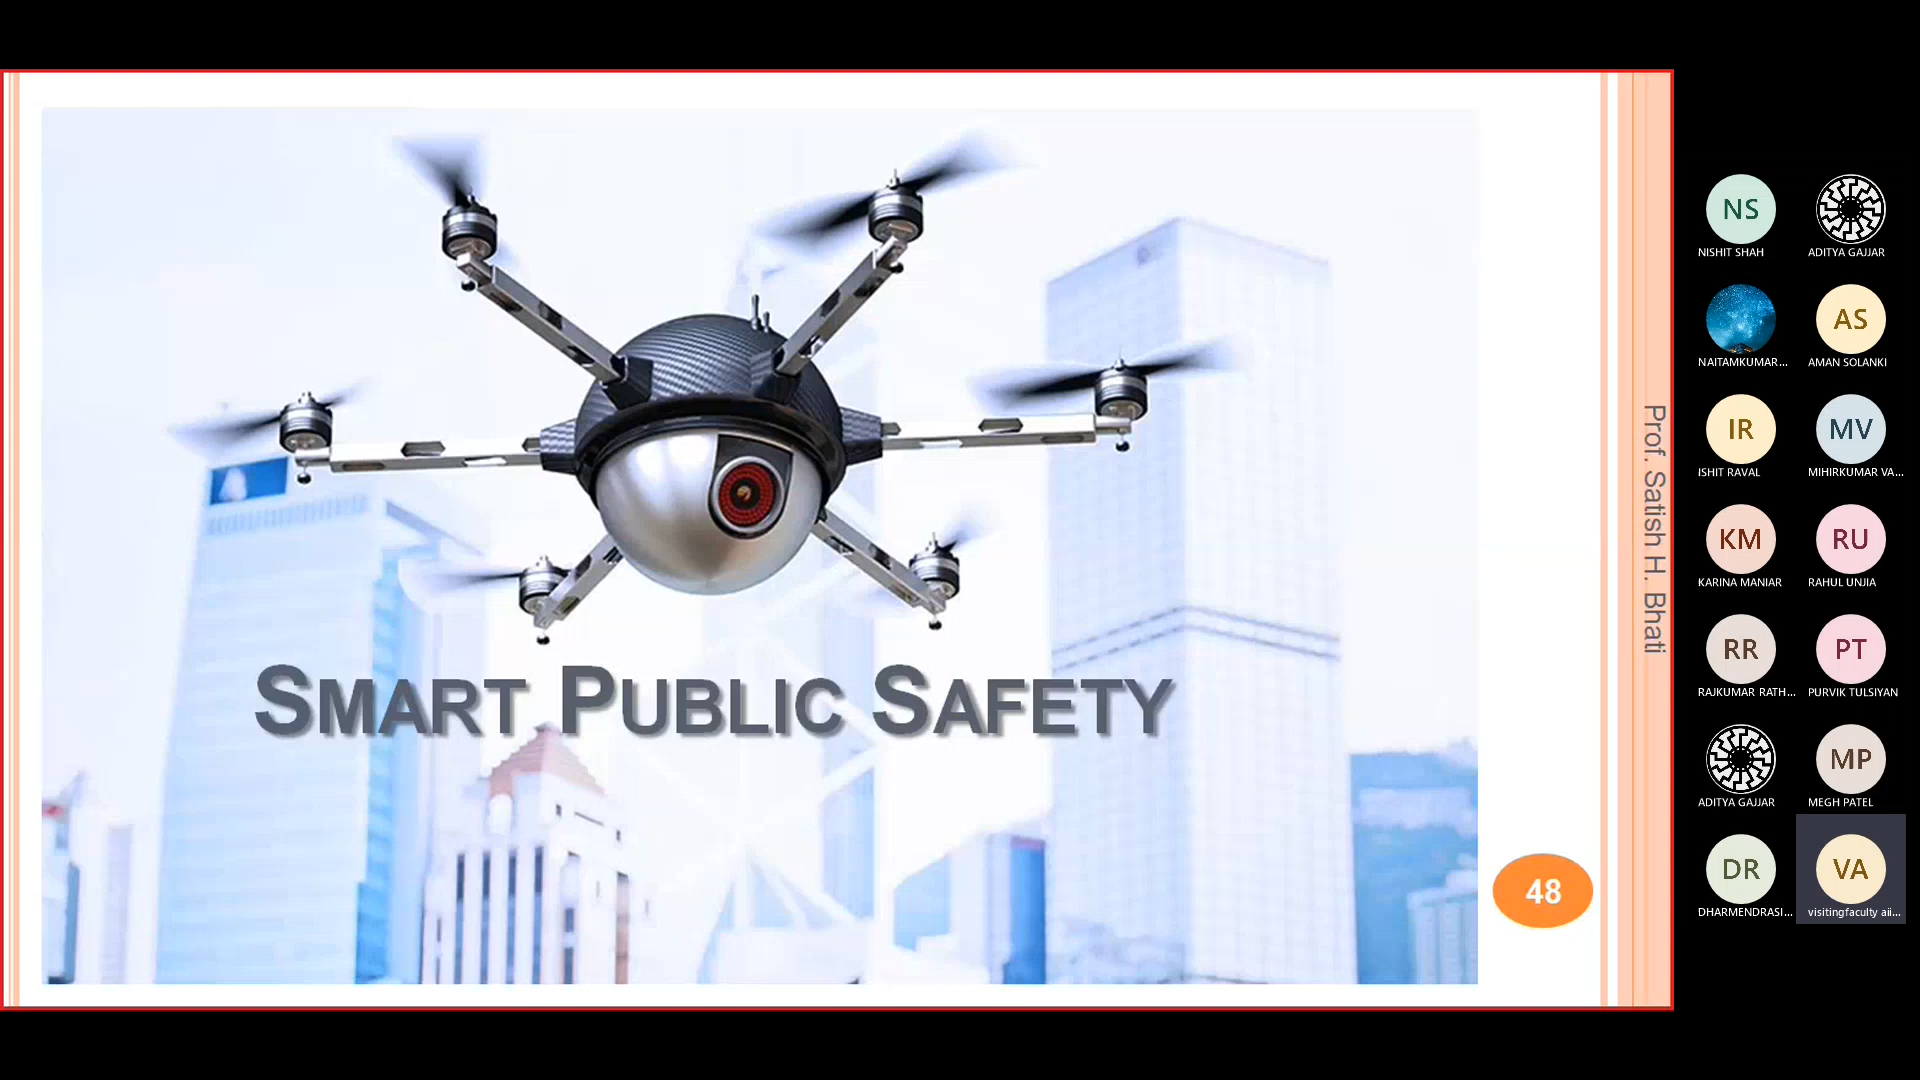 SMART PUBLIC SAFETY
48
Prof. Satish H. Bhati
NS
NISHIT SHAH
ADITYA GAJJAR
NAITAMKUMAR...
AS
AMAN SOLANKI
IR
ISHIT RAVAL
MV
MIHIRKUMAR VA...
KM
KARINA MANIAR
RU
RAHUL UNJIA
RR
RAJKUMAR RATH...
PT
PURVIK TULSIYAN
ADITYA GAJJAR
MP
MEGH PATEL
DR
DHARMENDRASI...
VA
visitingfaculty aii...